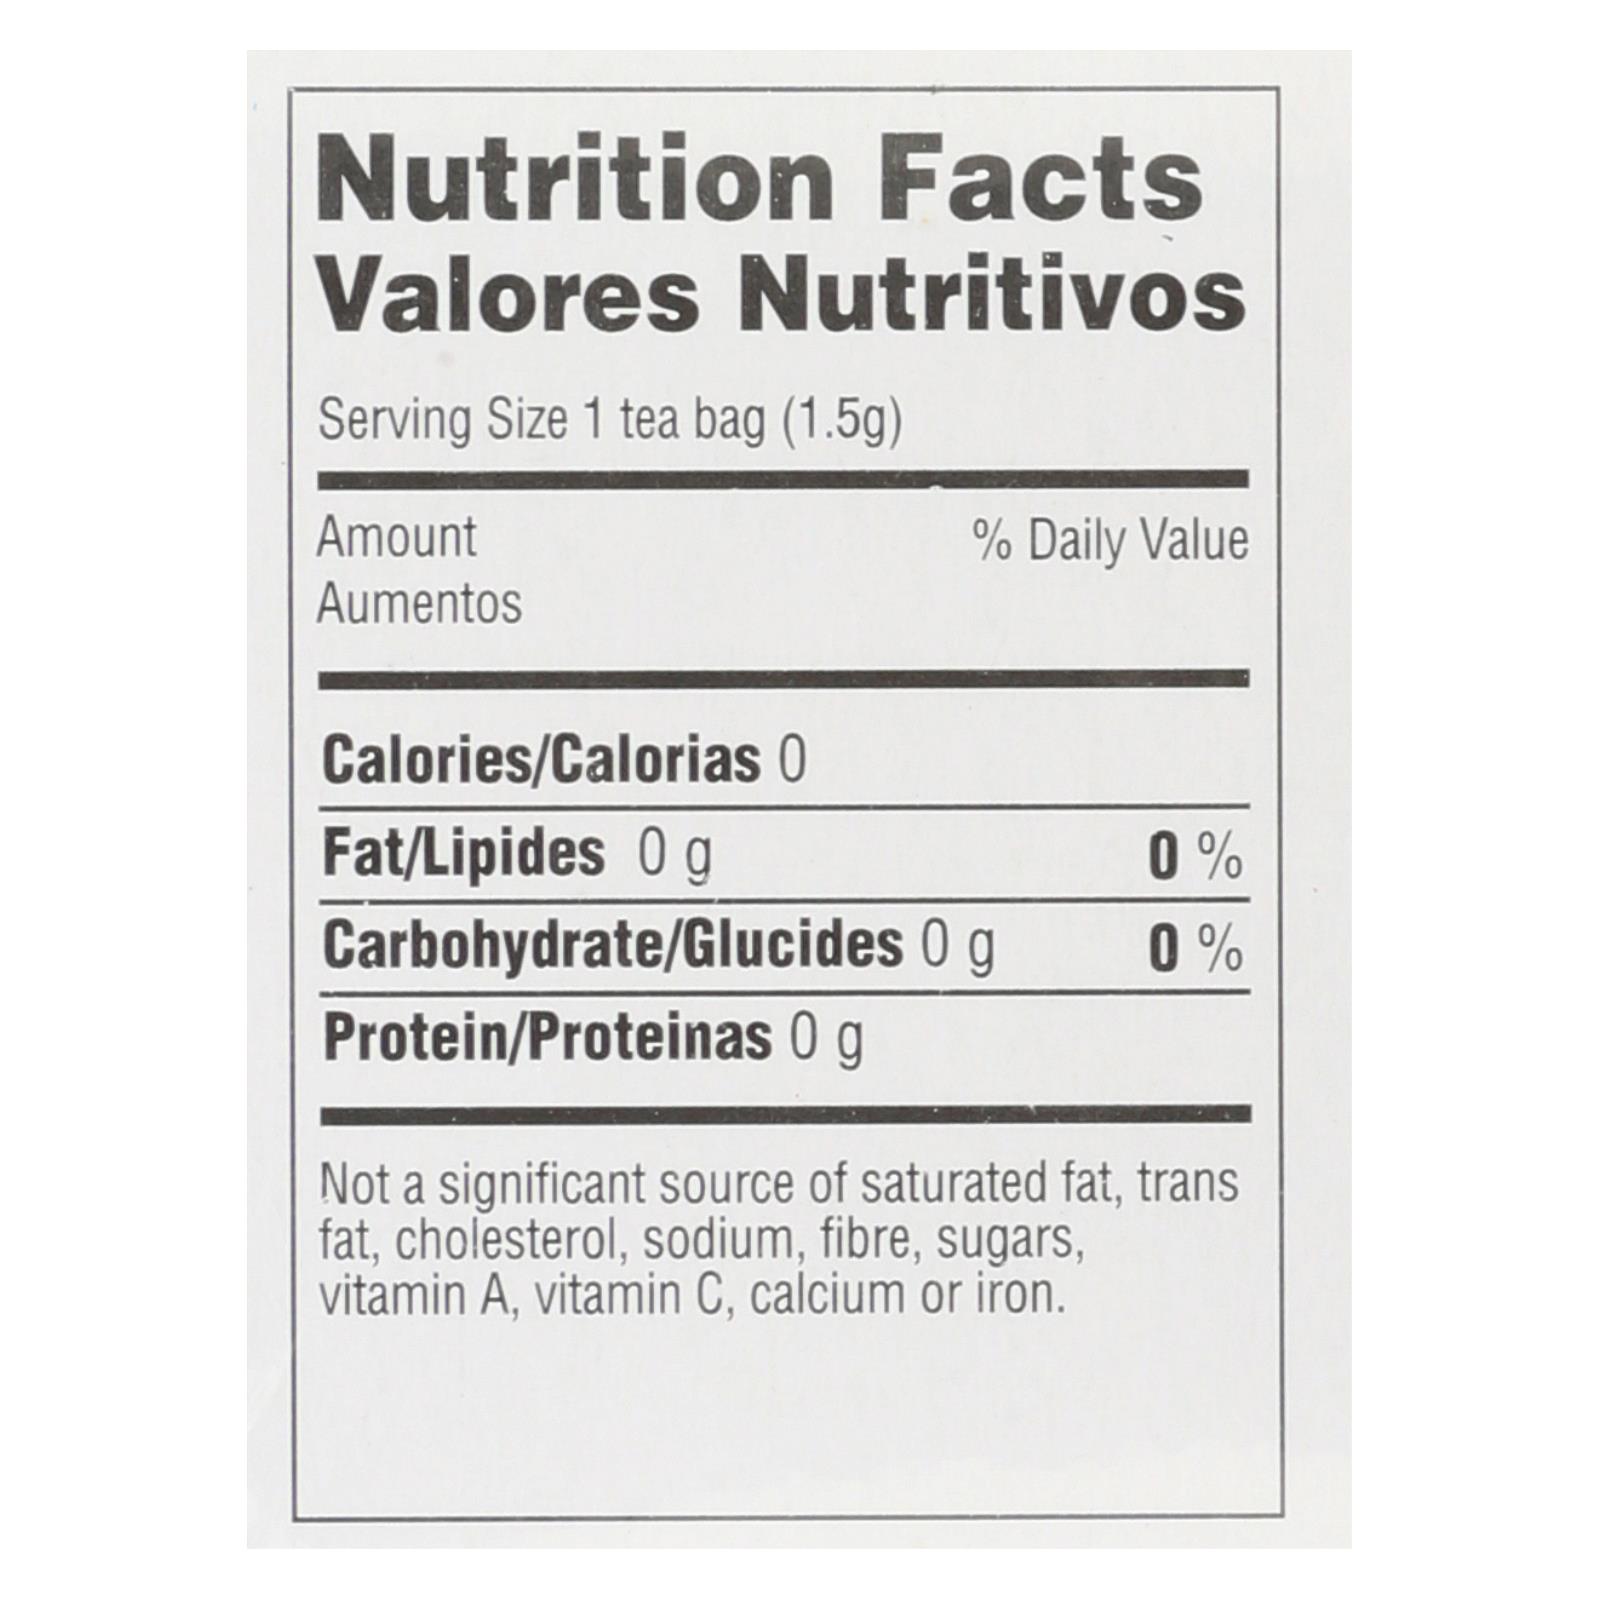 Nutrition Facts
Valores Nutritivos
Serving Size 1 tea bag (1.5g)
Amount % Daily Value
Aumentos
Calories/Calorias 0
Fat/Lipides 0 g 0 %
Carbohydrate/Glucides 0 g 0 %
Protein/Proteinas 0 g
Not a significant source of saturated fat, trans
fat, cholesterol, sodium, fibre, sugars,
vitamin A, vitamin C, calcium or iron.